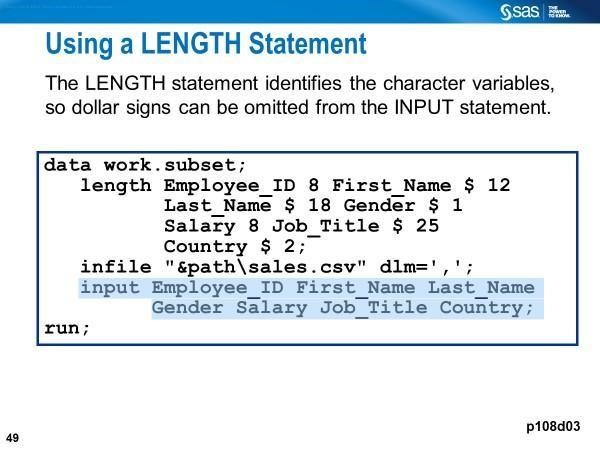 sas THE POWER TO KNOW.
Using a LENGTH Statement
The LENGTH statement identifies the character variables,
so dollar signs can be omitted from the INPUT statement.
data work.subset;
   length Employee_ID 8 First_Name $ 12
          Last_Name $ 18 Gender $ 1
          Salary 8 Job_Title $ 25
          Country $ 2;
   infile "&path\sales.csv" dlm=',';
   input Employee_ID First_Name Last_Name
         Gender Salary Job_Title Country;
run;
p108d03
49